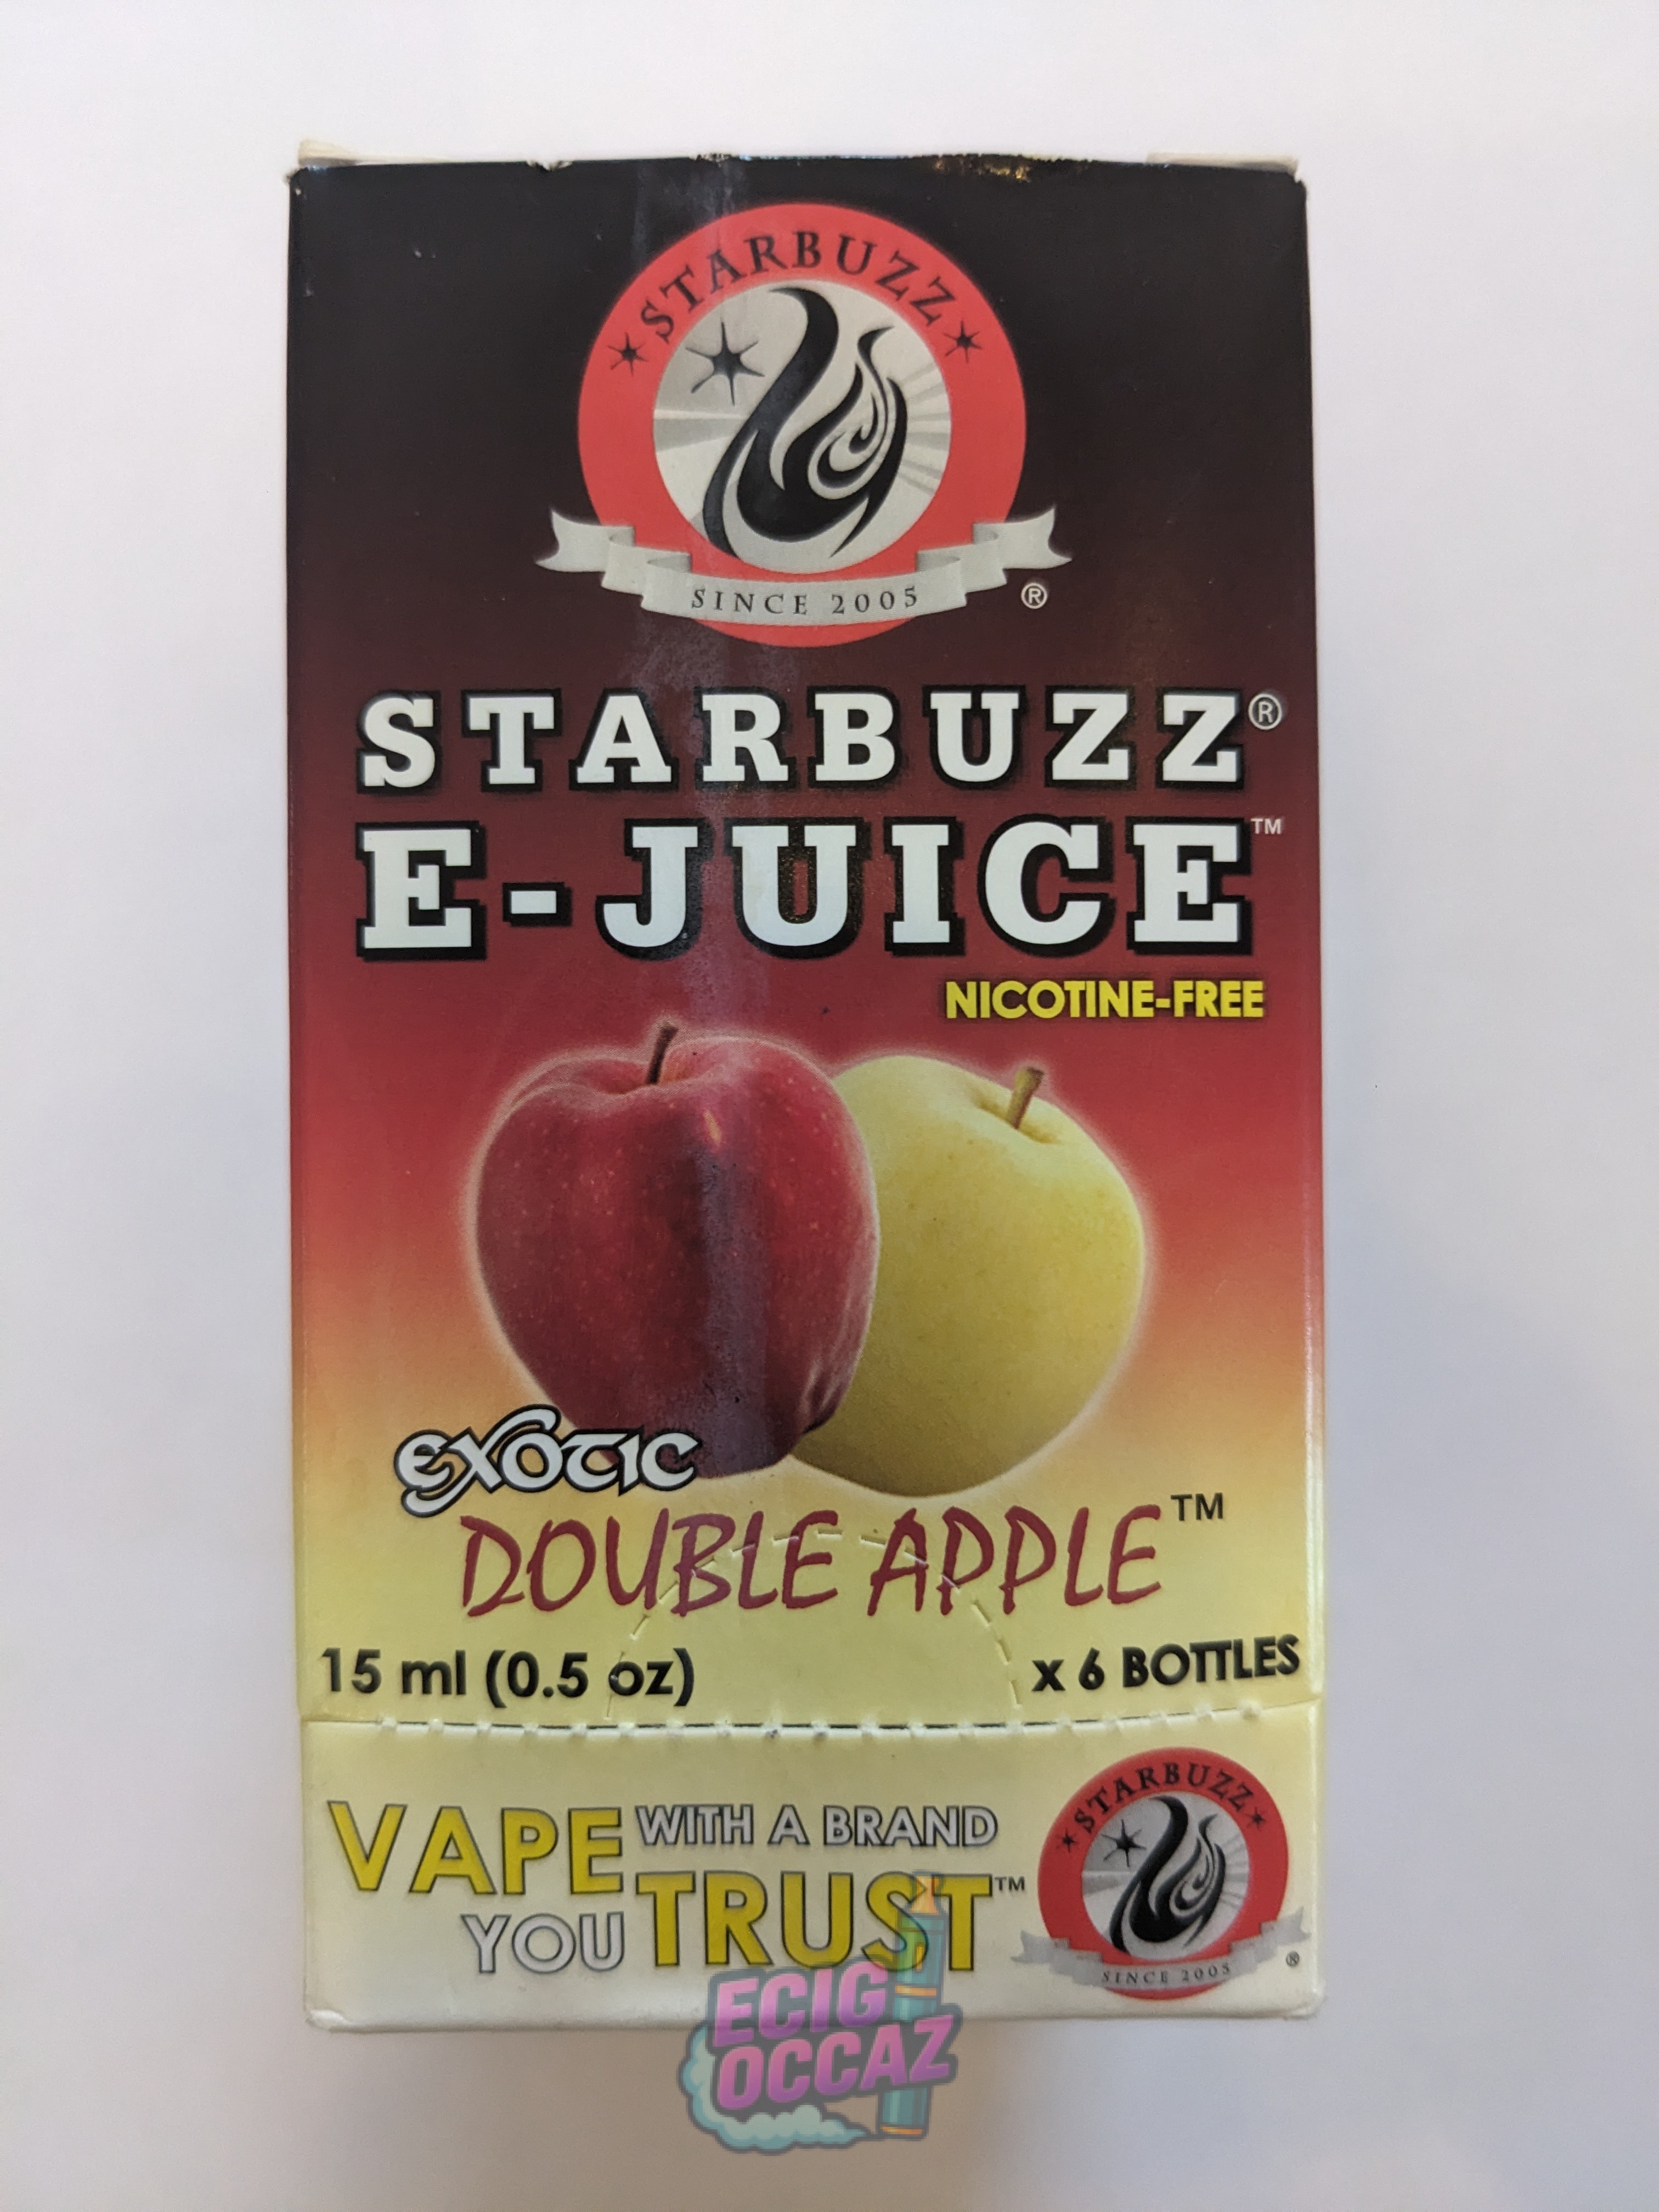 STARBUZZ
SINCE 2005 ®
STARBUZZ®
E-JUICE™
NICOTINE-FREE
EXOTIC
DOUBLE APPLE™
15 ml (0.5 oz) x 6 BOTTLES
VAPE WITH A BRAND
YOU TRUST™
STARBUZZ
SINCE 2005 ®
ECIG
OCCAZ